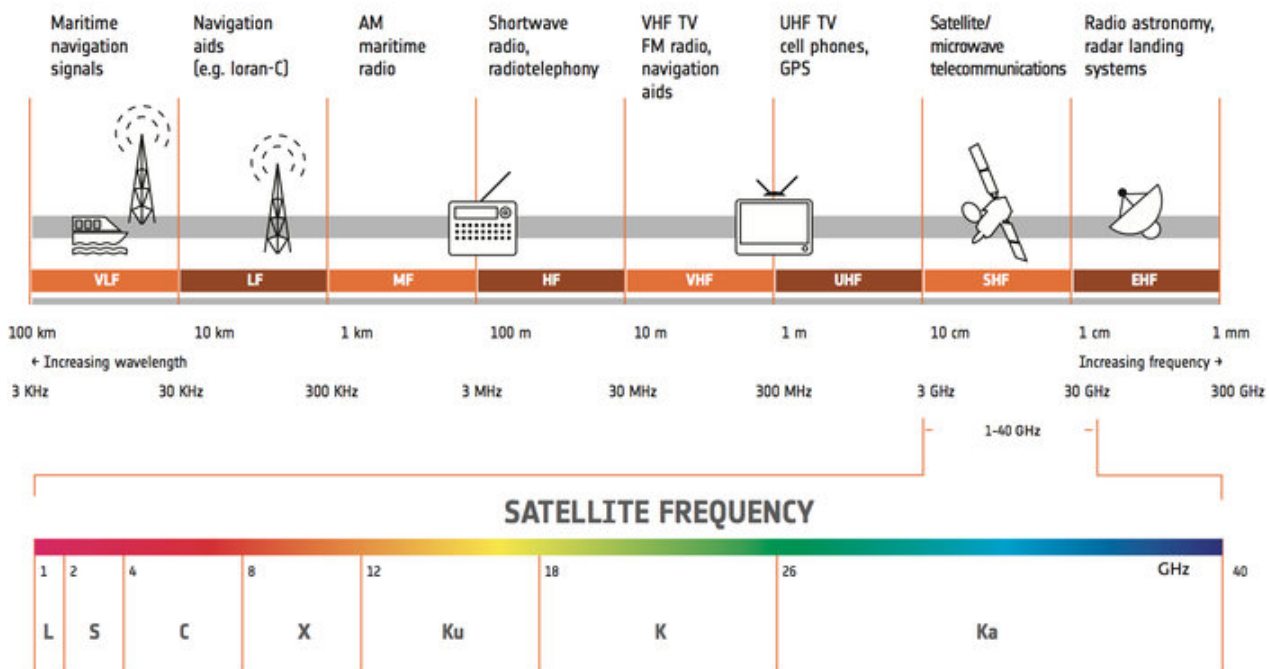 Maritime
navigation
signals
Navigation
aids
(e.g. loran-C)
AM
maritime
radio
Shortwave
radio,
radiotelephony
VHF TV
FM radio,
navigation
aids
UHF TV
cell phones,
GPS
Satellite/
microwave
telecommunications
Radio astronomy,
radar landing
systems
VLF LF MF HF VHF UHF SHF EHF
100 km 10 km 1 km 100 m 10 m 1 m 10 cm 1 cm 1 mm
← Increasing wavelength Increasing frequency →
3 KHz 30 KHz 300 KHz 3 MHz 30 MHz 300 MHz 3 GHz 30 GHz 300 GHz
1-40 GHz
SATELLITE FREQUENCY
1 2 4 8 12 18 26 GHz 40
L S C X Ku K Ka